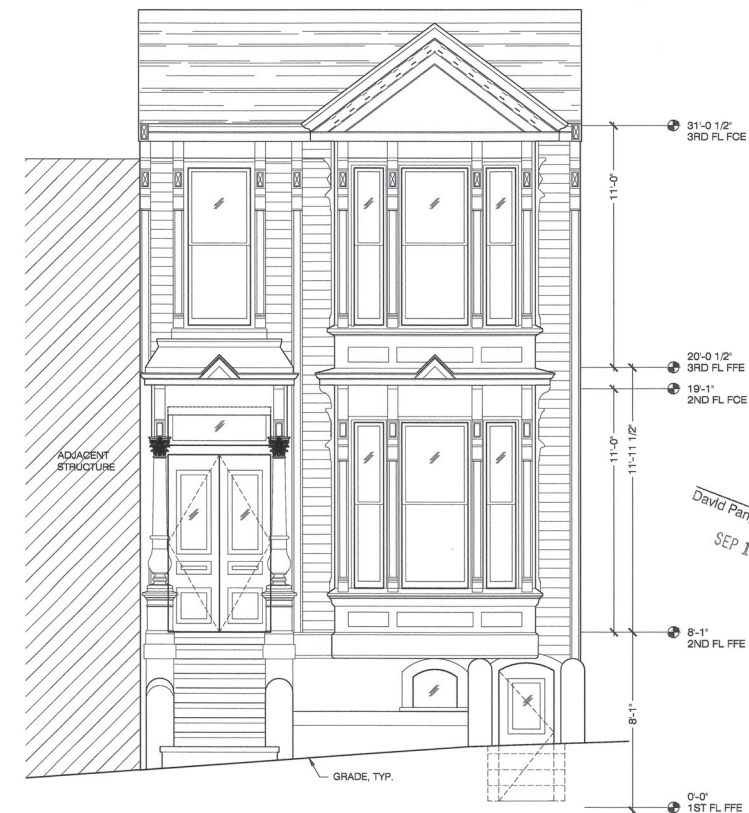 31'-0 1/2"
3RD FL FCE
11'-0"
20'-0 1/2"
3RD FL FFE
19'-1"
2ND FL FCE
11'-0"
11'-11 1/2"
ADJACENT
STRUCTURE
David
SEP
8'-1"
2ND FL FFE
8'-1"
GRADE, TYP.
0'-0"
1ST FL FFE